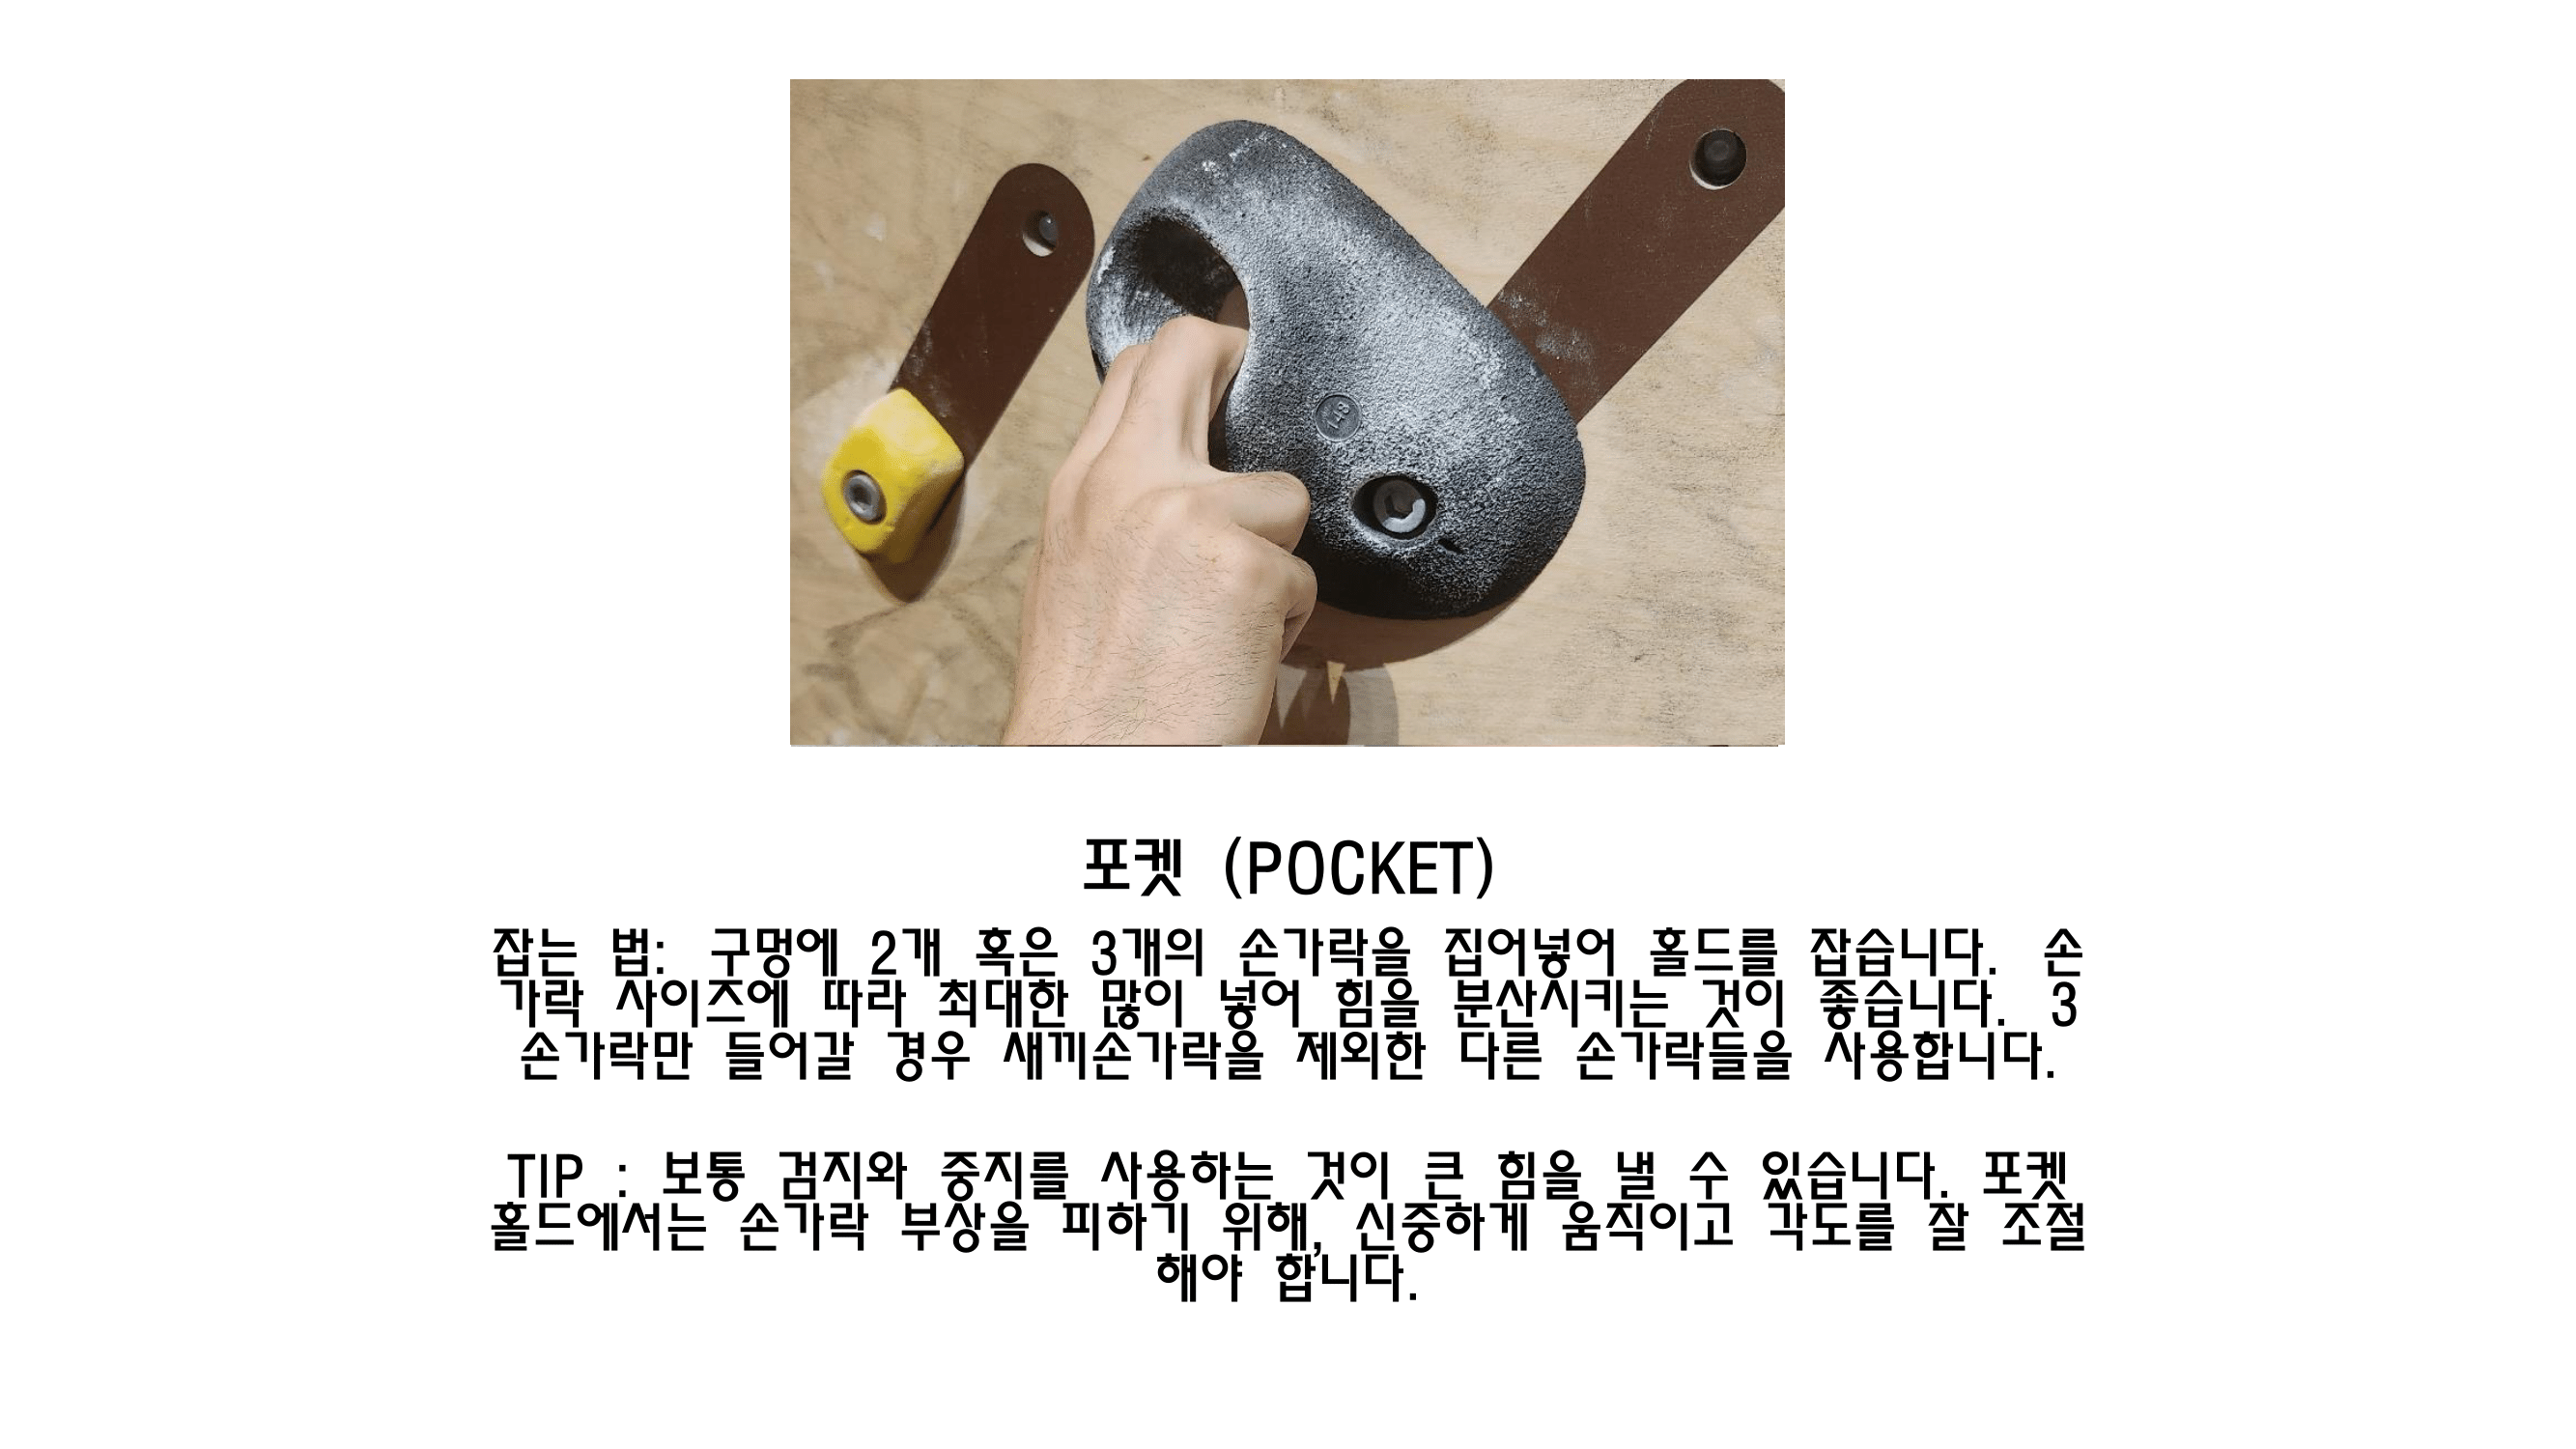 포켓 (POCKET)
잡는 법: 구멍에 2개 혹은 3개의 손가락을 집어넣어 홀드를 잡습니다. 손
가락 사이즈에 따라 최대한 많이 넣어 힘을 분산시키는 것이 좋습니다. 3
손가락만 들어갈 경우 새끼손가락을 제외한 다른 손가락들을 사용합니다.
TIP : 보통 검지와 중지를 사용하는 것이 큰 힘을 낼 수 있습니다. 포켓
홀드에서는 손가락 부상을 피하기 위해, 신중하게 움직이고 각도를 잘 조절
해야 합니다.